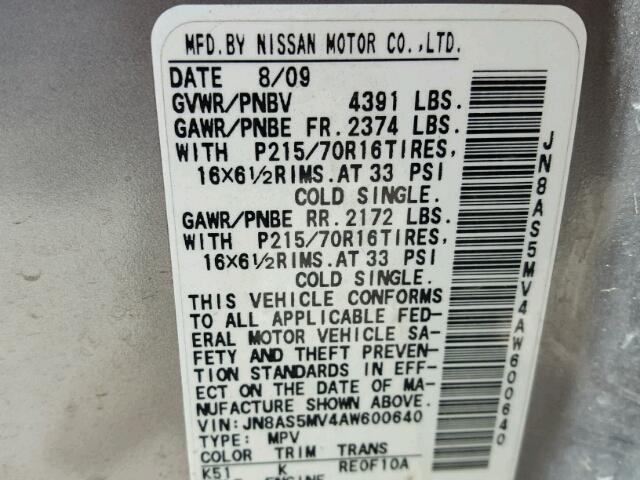 MFD.BY NISSAN MOTOR CO.,LTD.
DATE 8/09
GVWR/PNBV 4391 LBS.
GAWR/PNBE FR. 2374 LBS.
WITH P215/70R16TIRES,
16X6½RIMS.AT 33 PSI
COLD SINGLE.
GAWR/PNBE RR. 2172 LBS.
WITH P215/70R16TIRES,
16X6½RIMS.AT 33 PSI
COLD SINGLE.
THIS VEHICLE CONFORMS
TO ALL APPLICABLE FED-
ERAL MOTOR VEHICLE SA-
FETY AND THEFT PREVEN-
TION STANDARDS IN EFF-
ECT ON THE DATE OF MA-
NUFACTURE SHOWN ABOVE.
VIN: JN8AS5MV4AW600640
TYPE: MPV
COLOR TRIM TRANS
K51 K RE0F10A
ENGINE
JN8AS5MV4AW600640